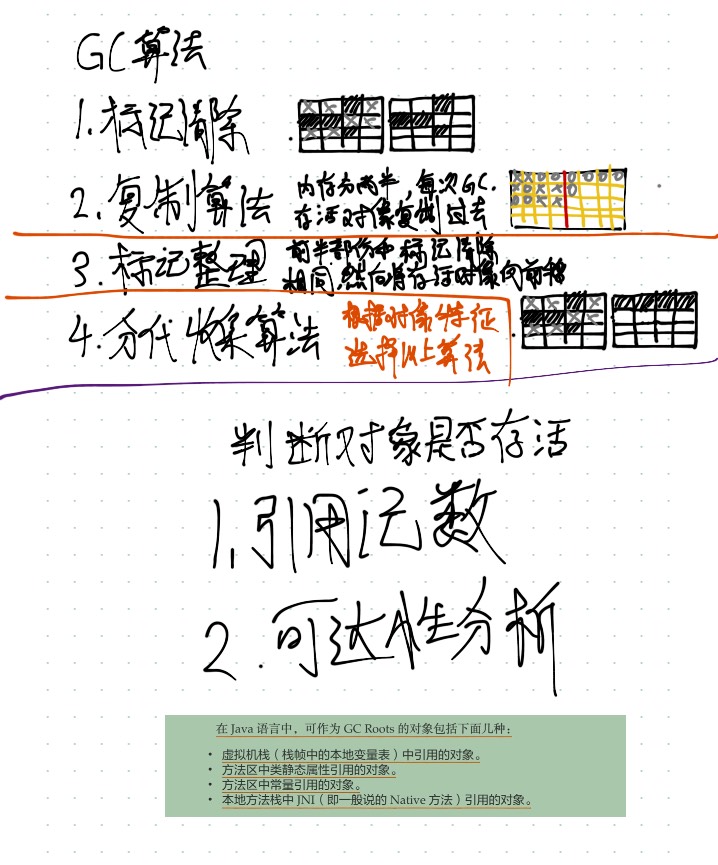 GC算法
1.标记清除
2.复制算法 内存分两半,每次GC.
存活对象复制过去
3.标记整理 前半部份和标记清除
相同,然后将存活对象向前移
4.分代收集算法 根据对象特征
选择以上算法
判断对象是否存活
1.引用记数
2.可达性分析
在 Java 语言中,可作为 GC Roots 的对象包括下面几种:
• 虚拟机栈(栈帧中的本地变量表)中引用的对象。
• 方法区中类静态属性引用的对象。
• 方法区中常量引用的对象。
• 本地方法栈中 JNI(即一般说的 Native 方法)引用的对象。